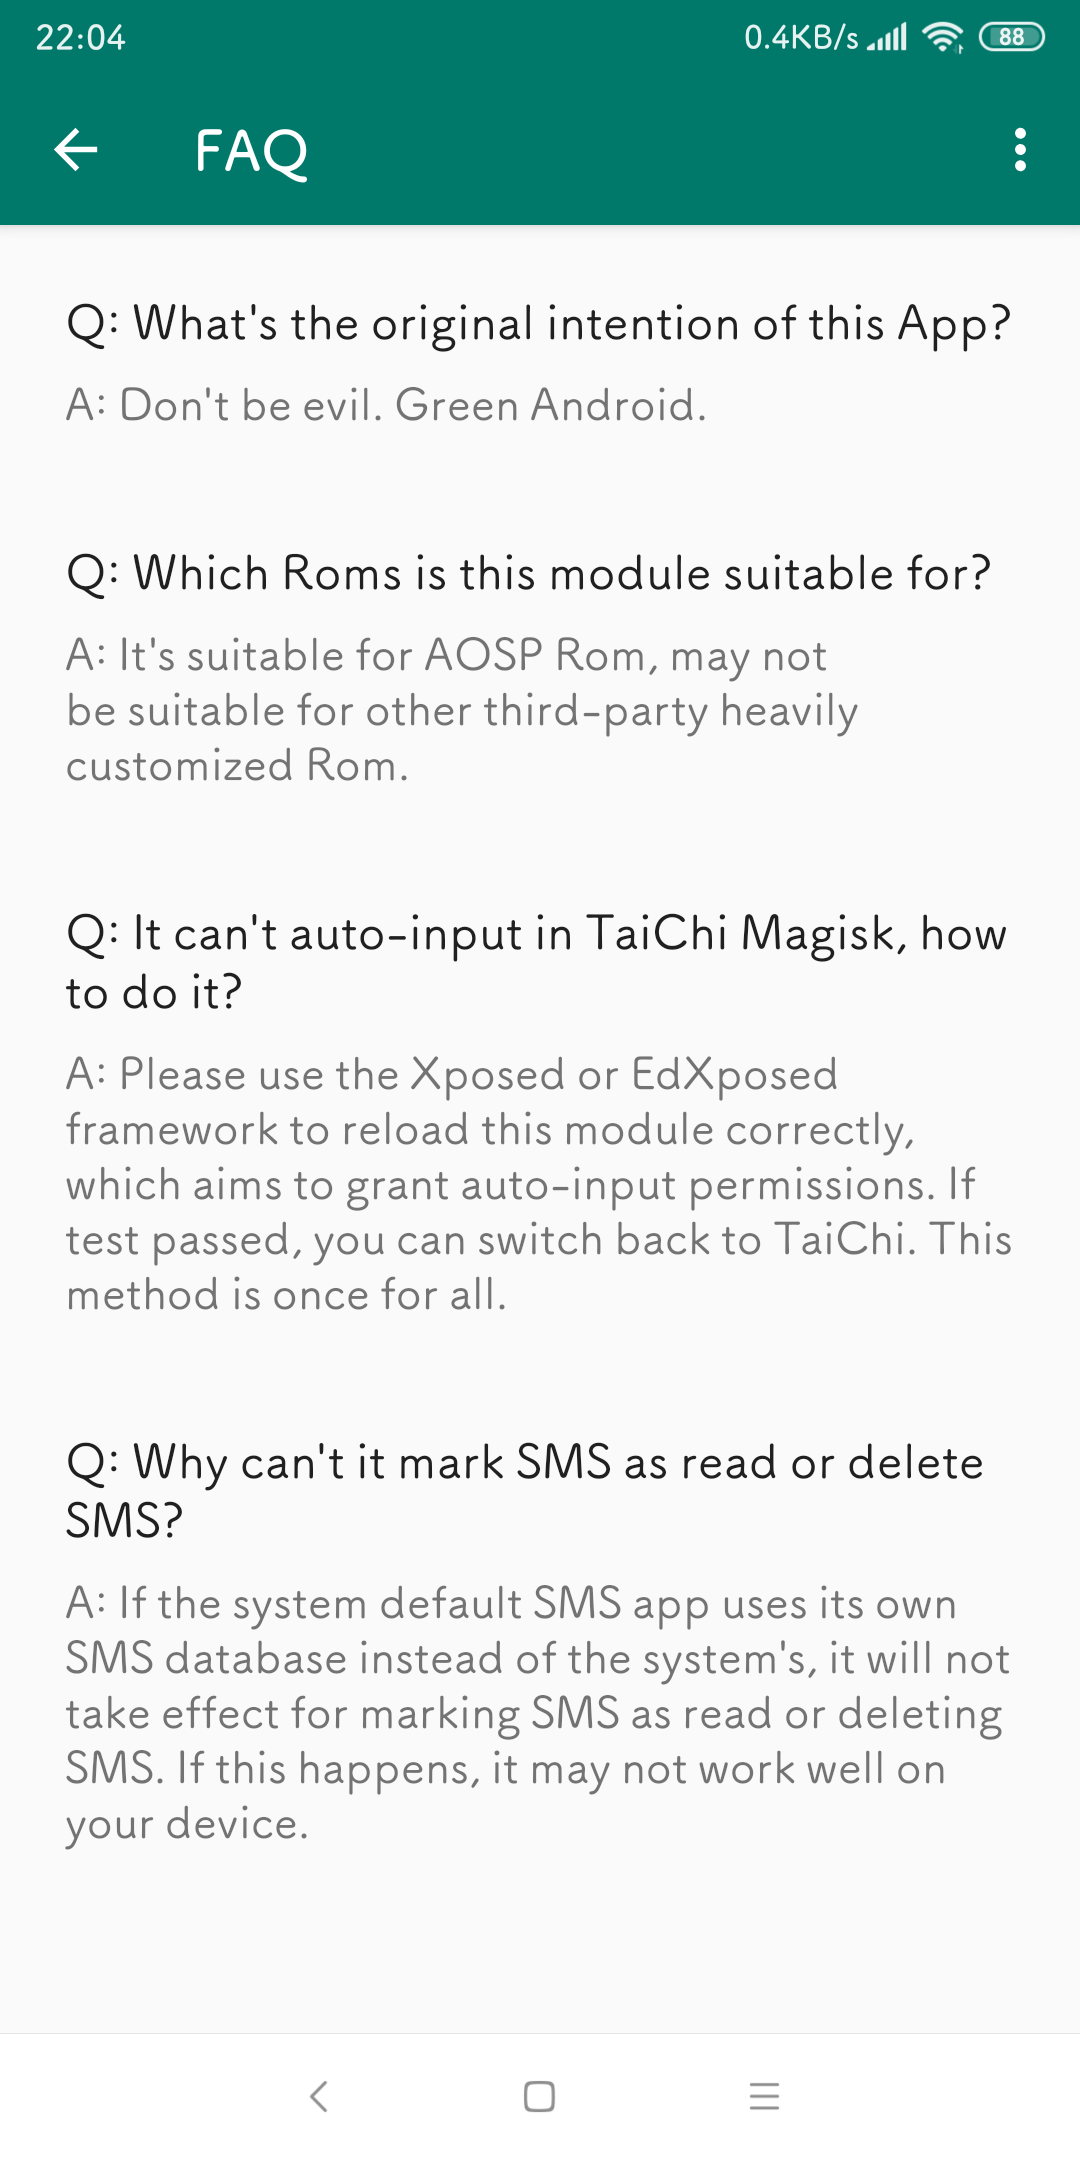 22:04
0.4KB/s
88
FAQ
Q: What's the original intention of this App?
A: Don't be evil. Green Android.
Q: Which Roms is this module suitable for?
A: It's suitable for AOSP Rom, may not
be suitable for other third-party heavily
customized Rom.
Q: It can't auto-input in TaiChi Magisk, how
to do it?
A: Please use the Xposed or EdXposed
framework to reload this module correctly,
which aims to grant auto-input permissions. If
test passed, you can switch back to TaiChi. This
method is once for all.
Q: Why can't it mark SMS as read or delete
SMS?
A: If the system default SMS app uses its own
SMS database instead of the system's, it will not
take effect for marking SMS as read or deleting
SMS. If this happens, it may not work well on
your device.